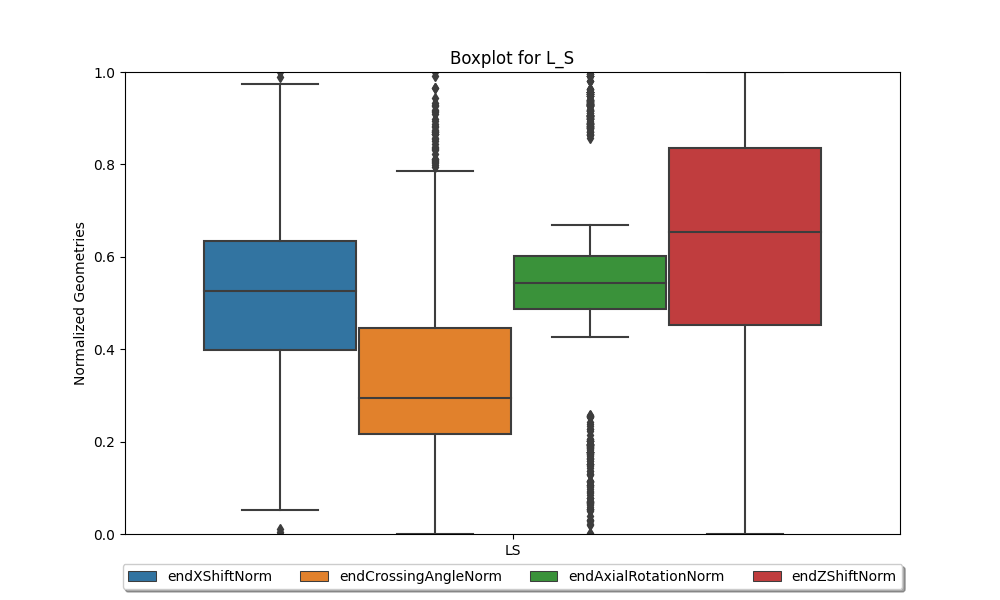 Boxplot for L_S
Normalized Geometries
1.0
0.8
0.6
0.4
0.2
0.0
LS
endXShiftNorm endCrossingAngleNorm endAxialRotationNorm endZShiftNorm